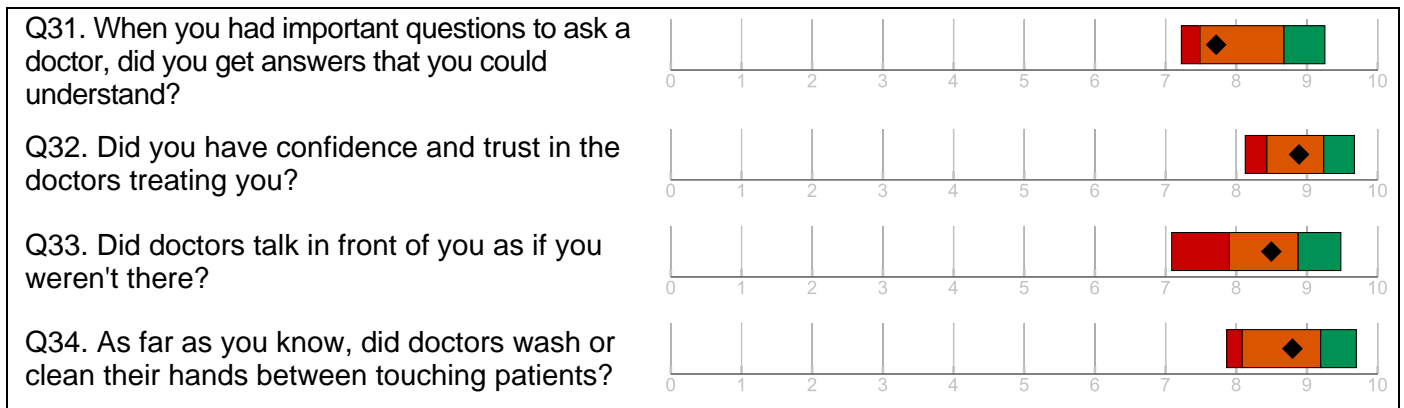 Q31. When you had important questions to ask a
doctor, did you get answers that you could
understand?
0 1 2 3 4 5 6 7 8 9 10
Q32. Did you have confidence and trust in the
doctors treating you?
0 1 2 3 4 5 6 7 8 9 10
Q33. Did doctors talk in front of you as if you
weren't there?
0 1 2 3 4 5 6 7 8 9 10
Q34. As far as you know, did doctors wash or
clean their hands between touching patients?
0 1 2 3 4 5 6 7 8 9 10